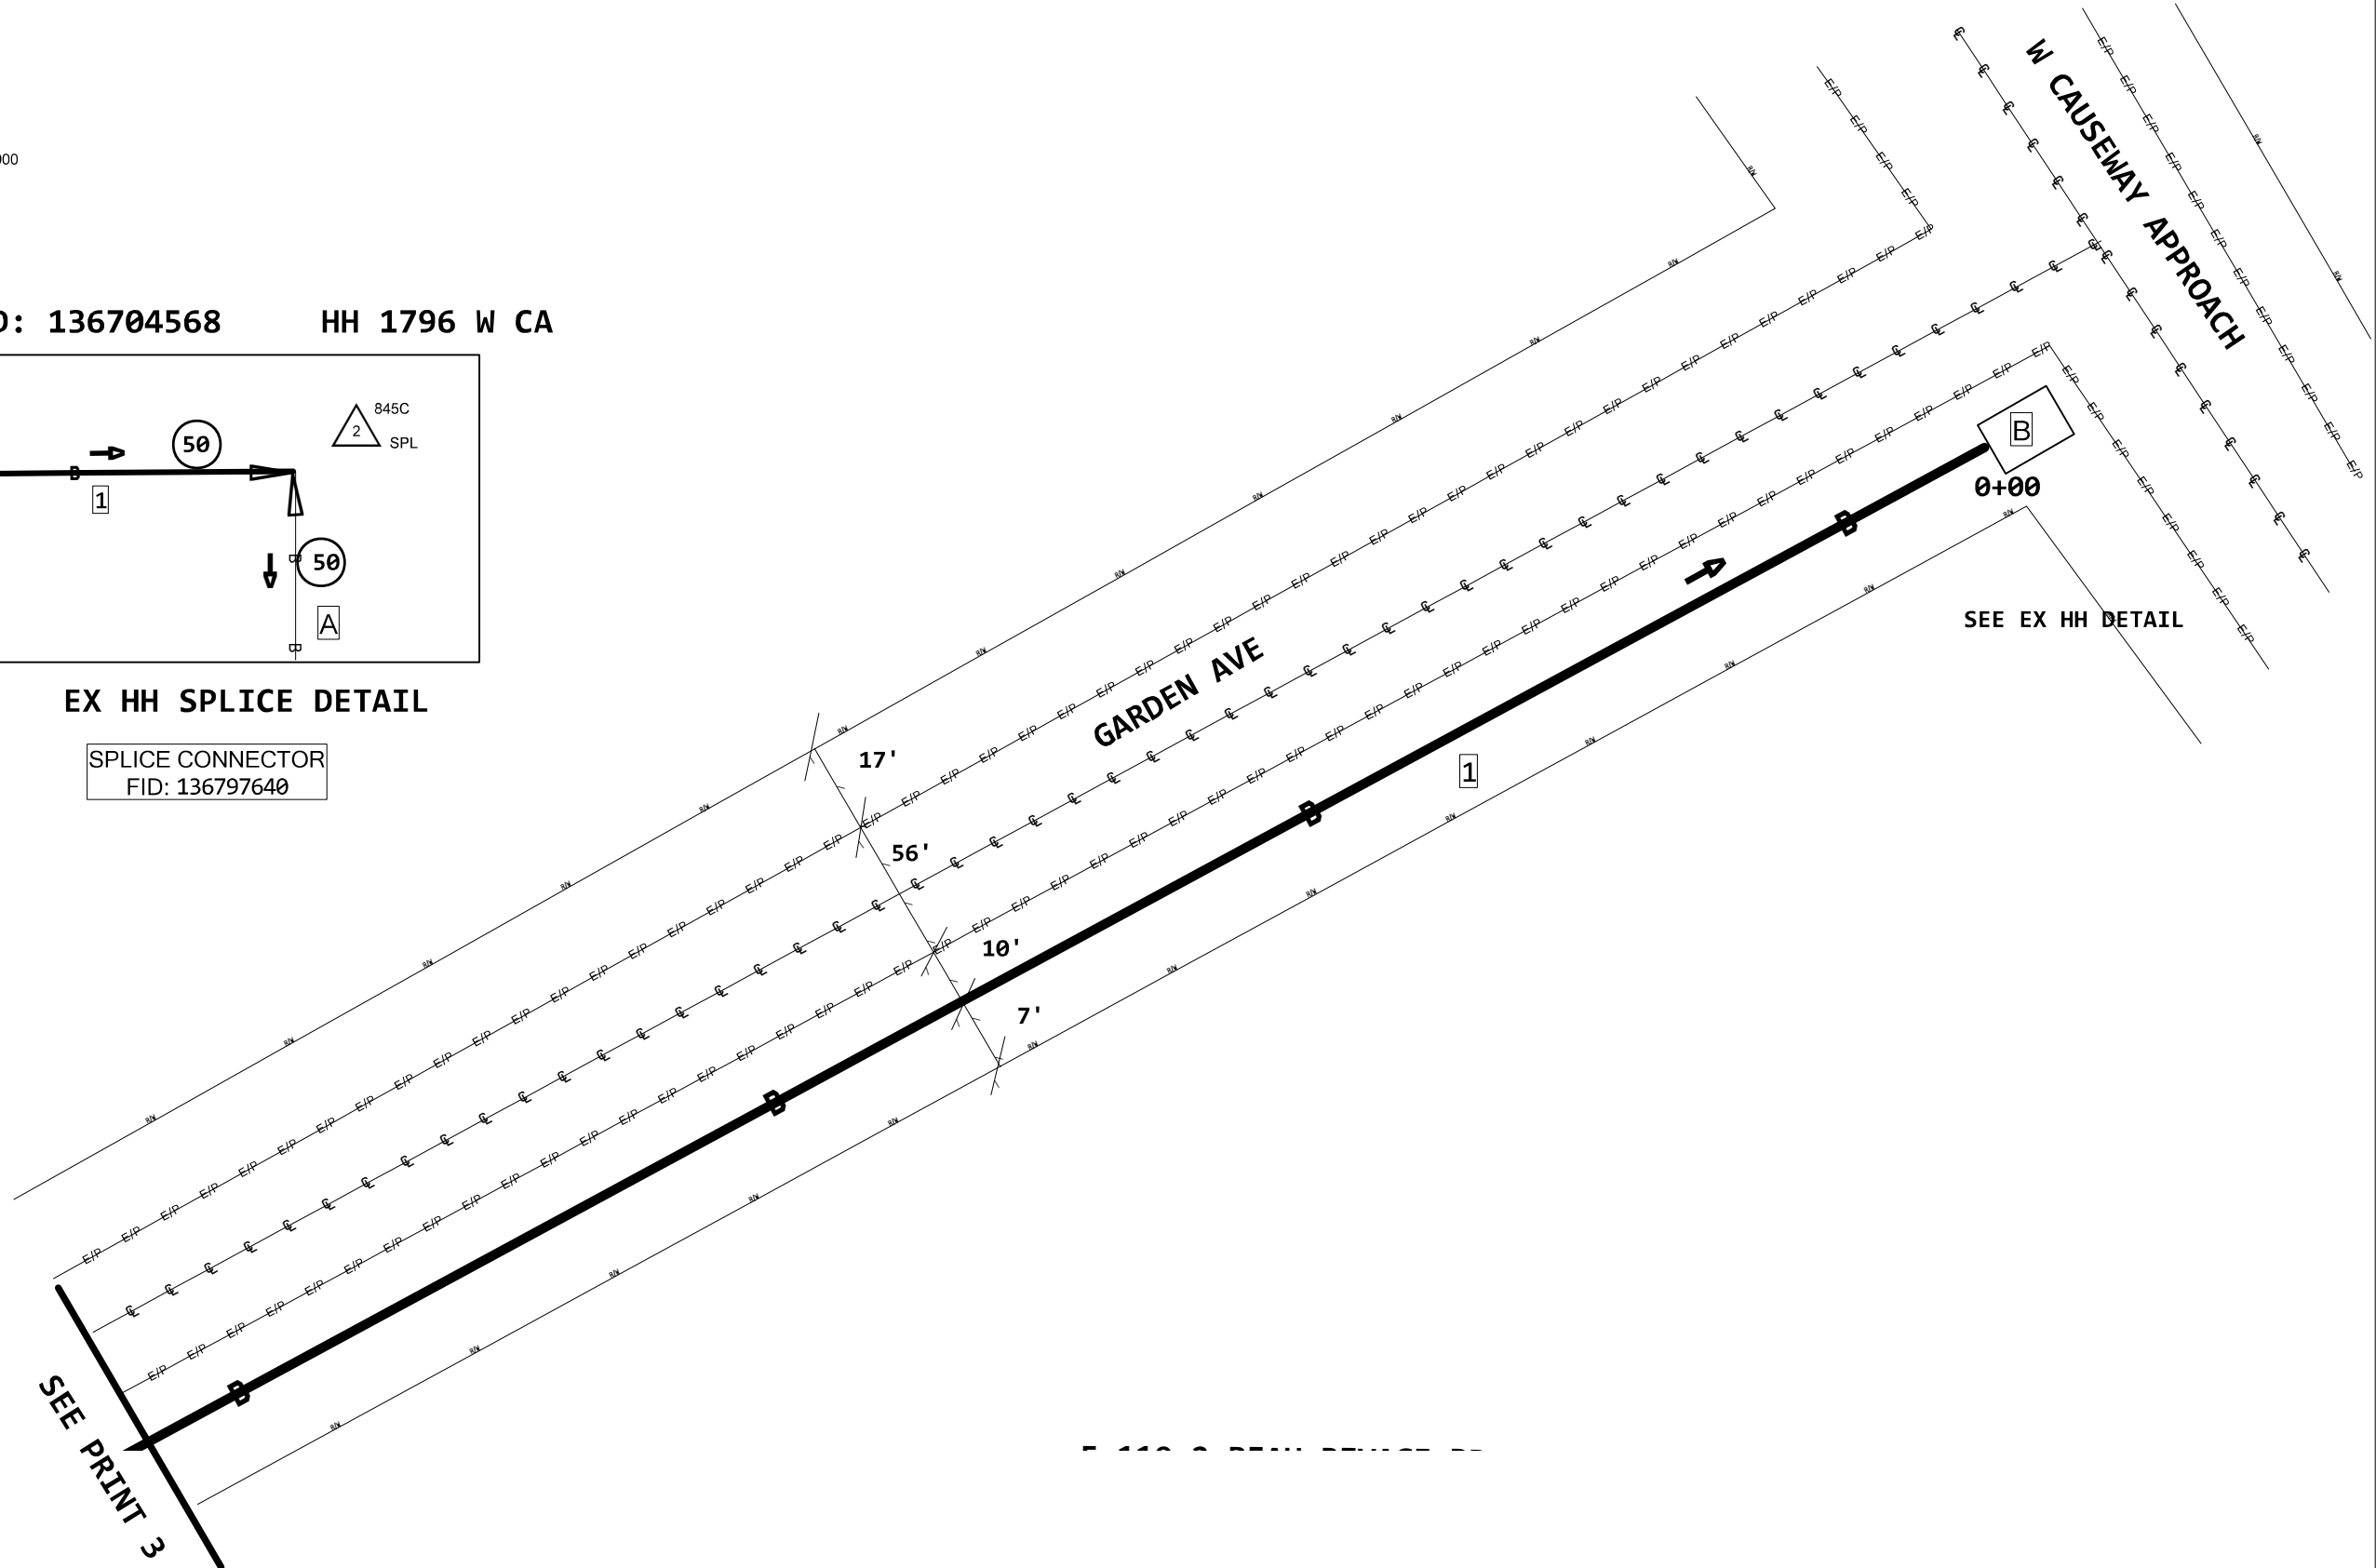 W CAUSEWAY APPROACH
136704568
HH 1796 W CA
845C
2
SPL
50
B
1
50
B
A
B
EX HH SPLICE DETAIL
SPLICE CONNECTOR
FID: 136797640
B
0+00
SEE EX HH DETAIL
GARDEN AVE
17'
56'
10'
7'
1
B
B
B
B
SEE PRINT 3
E/P
R/W